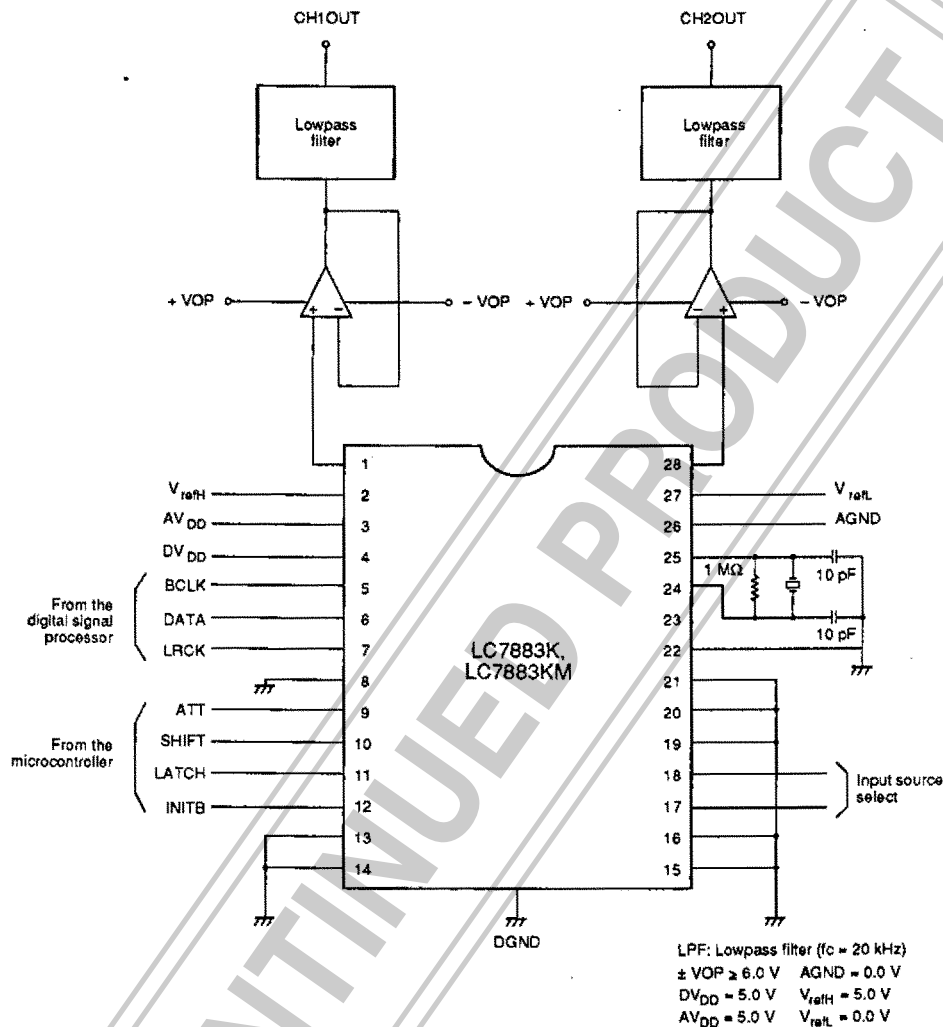 CH1OUT
CH2OUT
Lowpass
filter
Lowpass
filter
+ VOP
+ -
- VOP
+ VOP
- +
- VOP
1
28
VrefH
2
27
VrefL
AVDD
3
26
AGND
DVDD
4
25
1 MΩ
10 pF
BCLK
5
24
From the
digital signal
processor
DATA
6
23
10 pF
LRCK
7
22
LC7883K,
LC7883KM
8
21
ATT
9
20
From the
microcontroller
SHIFT
10
19
LATCH
11
18
Input source
select
INITB
12
17
13
16
14
15
DGND
LPF: Lowpass filter (fc = 20 kHz)
± VOP ≥ 6.0 V AGND = 0.0 V
DVDD = 5.0 V VrefH = 5.0 V
AVDD = 5.0 V VrefL = 0.0 V
NTINUED PRODUCT